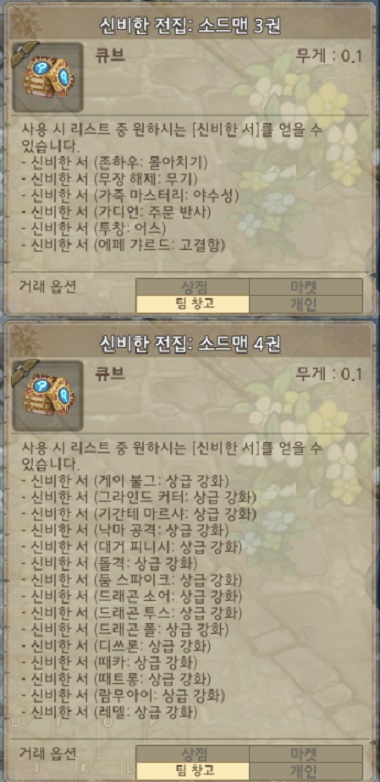 신비한 전집: 소드맨 3권
큐브
무게 : 0.1
사용 시 리스트 중 원하시는 [신비한 서]를 얻을 수
있습니다.
- 신비한 서 (존하우: 몰아치기)
- 신비한 서 (무장 해제: 무기)
- 신비한 서 (가죽 마스터리: 야수성)
- 신비한 서 (가디언: 주문 반사)
- 신비한 서 (투창: 어스)
- 신비한 서 (에페 가르드: 고결함)
거래 옵션
상점
마켓
팀 창고
개인
신비한 전집: 소드맨 4권
큐브
무게 : 0.1
사용 시 리스트 중 원하시는 [신비한 서]를 얻을 수
있습니다.
- 신비한 서 (게이 불그: 상급 강화)
- 신비한 서 (그라인드 커터: 상급 강화)
- 신비한 서 (기간테 마르샤: 상급 강화)
- 신비한 서 (낙마 공격: 상급 강화)
- 신비한 서 (대거 피니시: 상급 강화)
- 신비한 서 (돌격: 상급 강화)
- 신비한 서 (둠 스파이크: 상급 강화)
- 신비한 서 (드래곤 소어: 상급 강화)
- 신비한 서 (드래곤 투스: 상급 강화)
- 신비한 서 (드래곤 폴: 상급 강화)
- 신비한 서 (디쓰론: 상급 강화)
- 신비한 서 (때카: 상급 강화)
- 신비한 서 (때트롱: 상급 강화)
- 신비한 서 (람무아이: 상급 강화)
- 신비한 서 (레델: 상급 강화)
거래 옵션
상점
마켓
팀 창고
개인